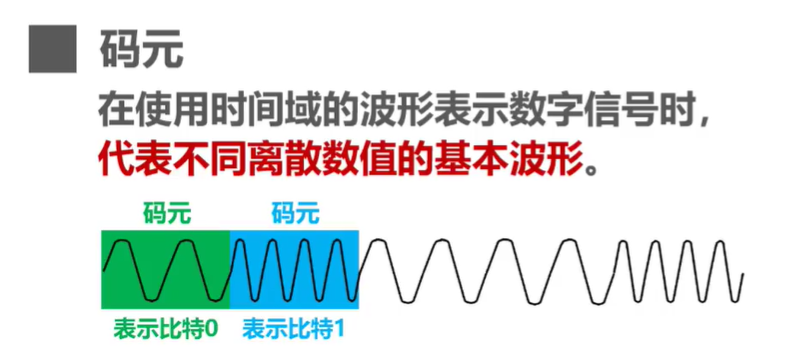 码元
在使用时间域的波形表示数字信号时，
代表不同离散数值的基本波形。
码元 码元
表示比特0 表示比特1